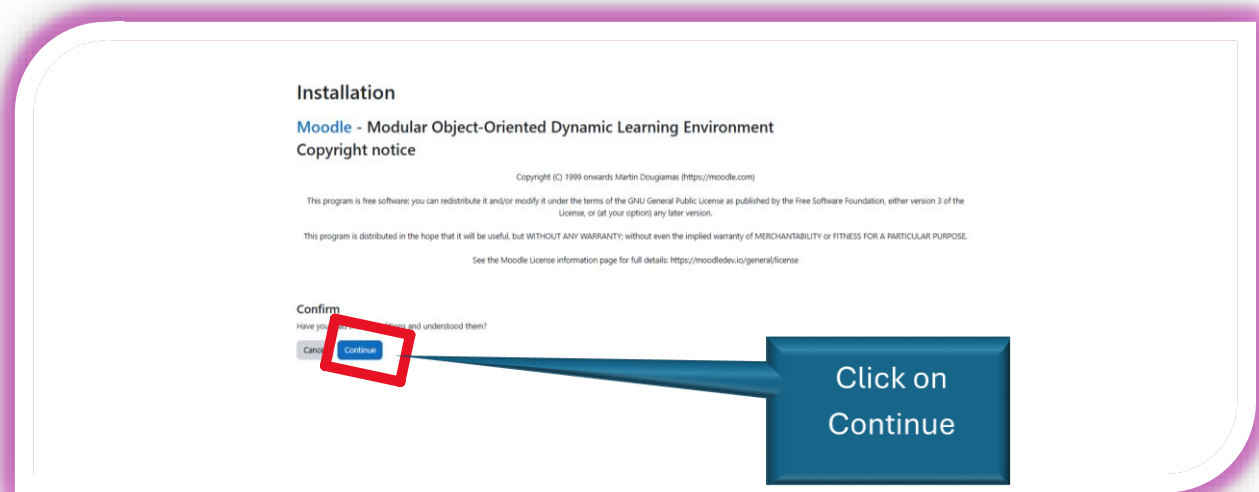 Installation
Moodle - Modular Object-Oriented Dynamic Learning Environment
Copyright notice
Copyright (C) 1999 onwards Martin Dougiamas (https://moodle.com)
This program is free software: you can redistribute it and/or modify it under the terms of the GNU General Public License as published by the Free Software Foundation, either version 3 of the
License, or (at your option) any later version.
This program is distributed in the hope that it will be useful, but WITHOUT ANY WARRANTY; without even the implied warranty of MERCHANTABILITY or FITNESS FOR A PARTICULAR PURPOSE.
See the Moodle License information page for full details: https://moodledev.io/general/license
Confirm
Have you and understood them?
Continue
Click on
Continue